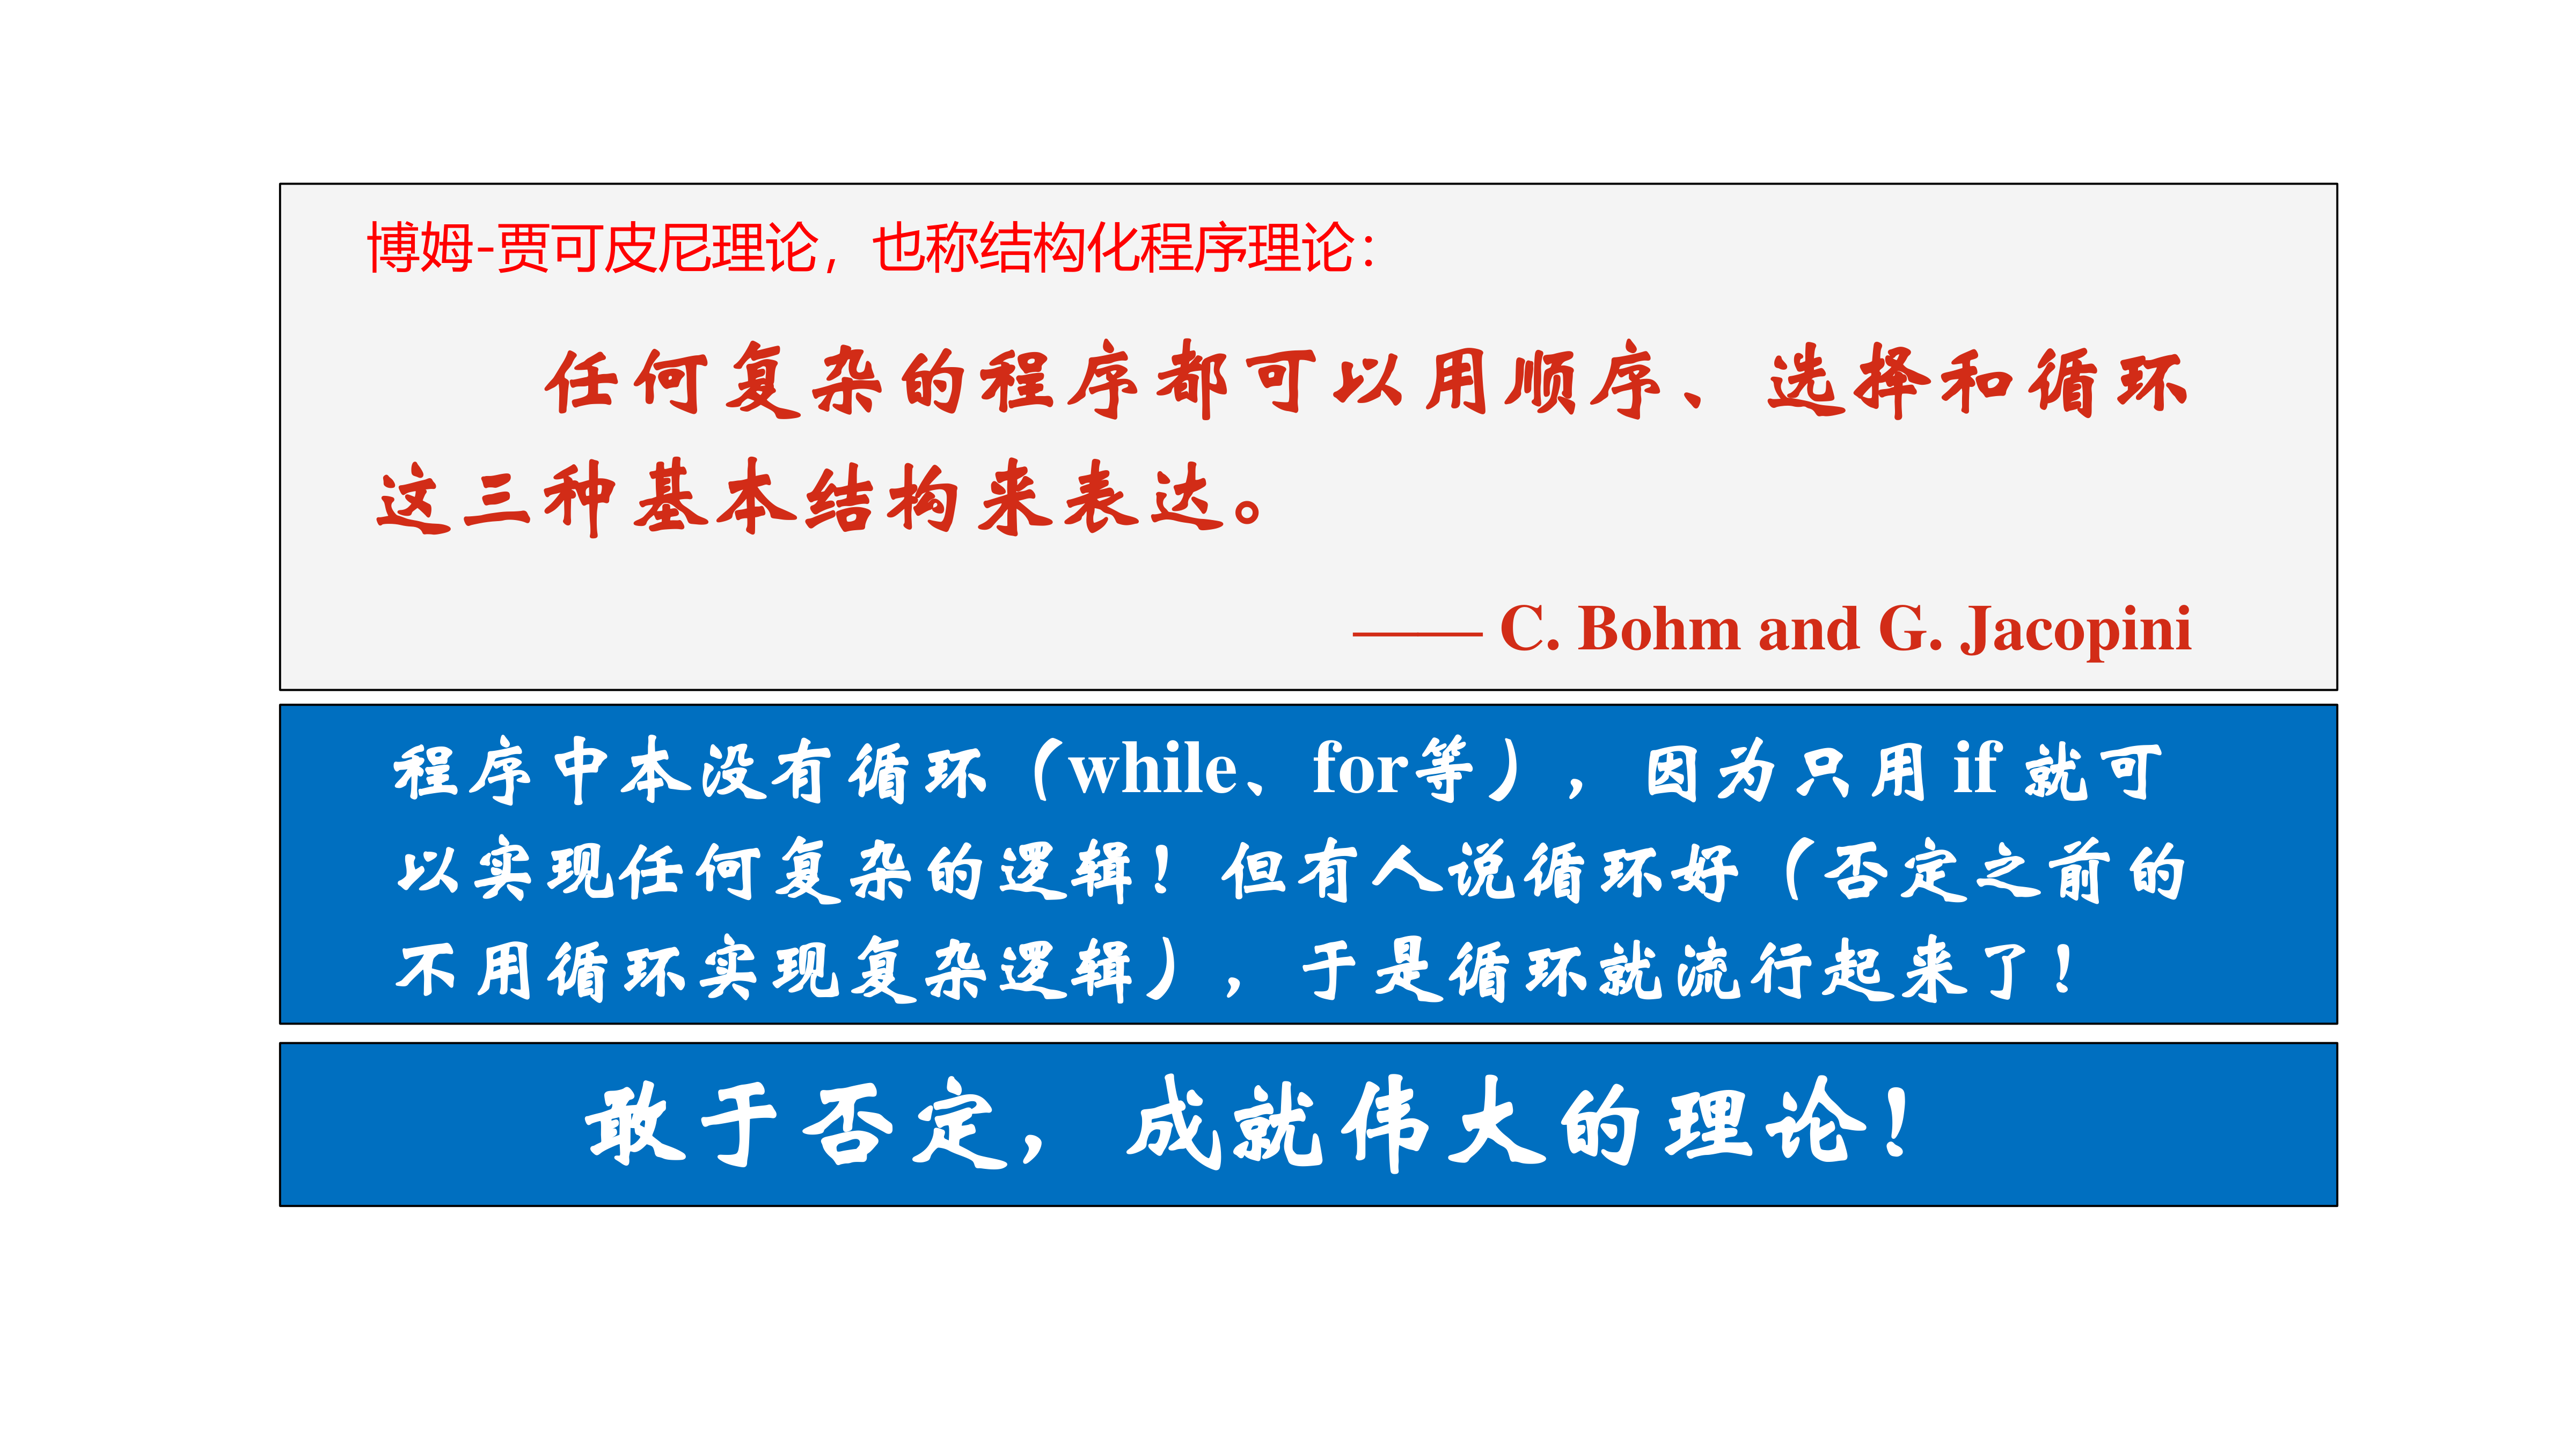 博姆-贾可皮尼理论，也称结构化程序理论：
任何复杂的程序都可以用顺序、选择和循环
这三种基本结构来表达。
—— C. Bohm and G. Jacopini
程序中本没有循环（while、for等），因为只用 if 就可
以实现任何复杂的逻辑！但有人说循环好（否定之前的
不用循环实现复杂逻辑），于是循环就流行起来了！
敢于否定，成就伟大的理论！